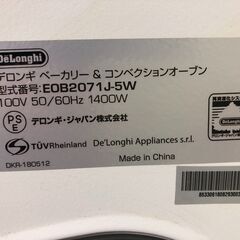 DeLonghi
デロンギ ベーカリー & コンベクションオーブン
型式番号:EOB2071J-5W
100V 50/60Hz 1400W
PS
E
デロンギ・ジャパン株式会社
TÜVRheinland De'Longhi Appliances s.r.l.
DKR-180512 Made in China